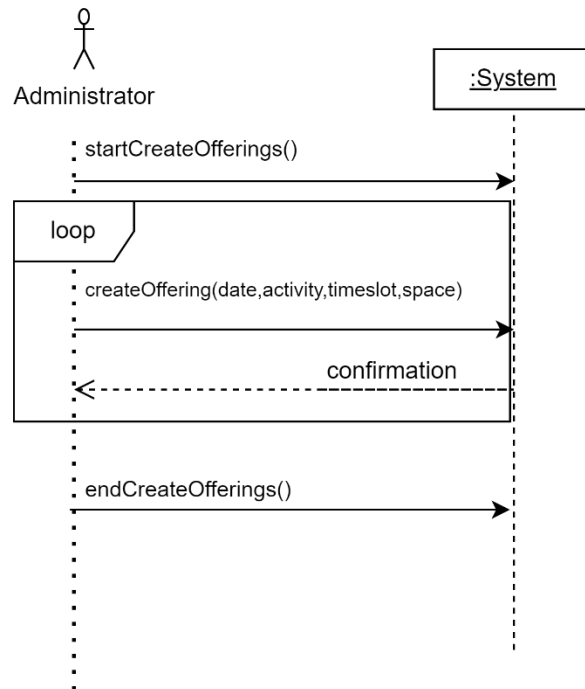 Administrator
:System
startCreateOfferings()
loop
createOffering(date,activity,timeslot,space)
confirmation
endCreateOfferings()